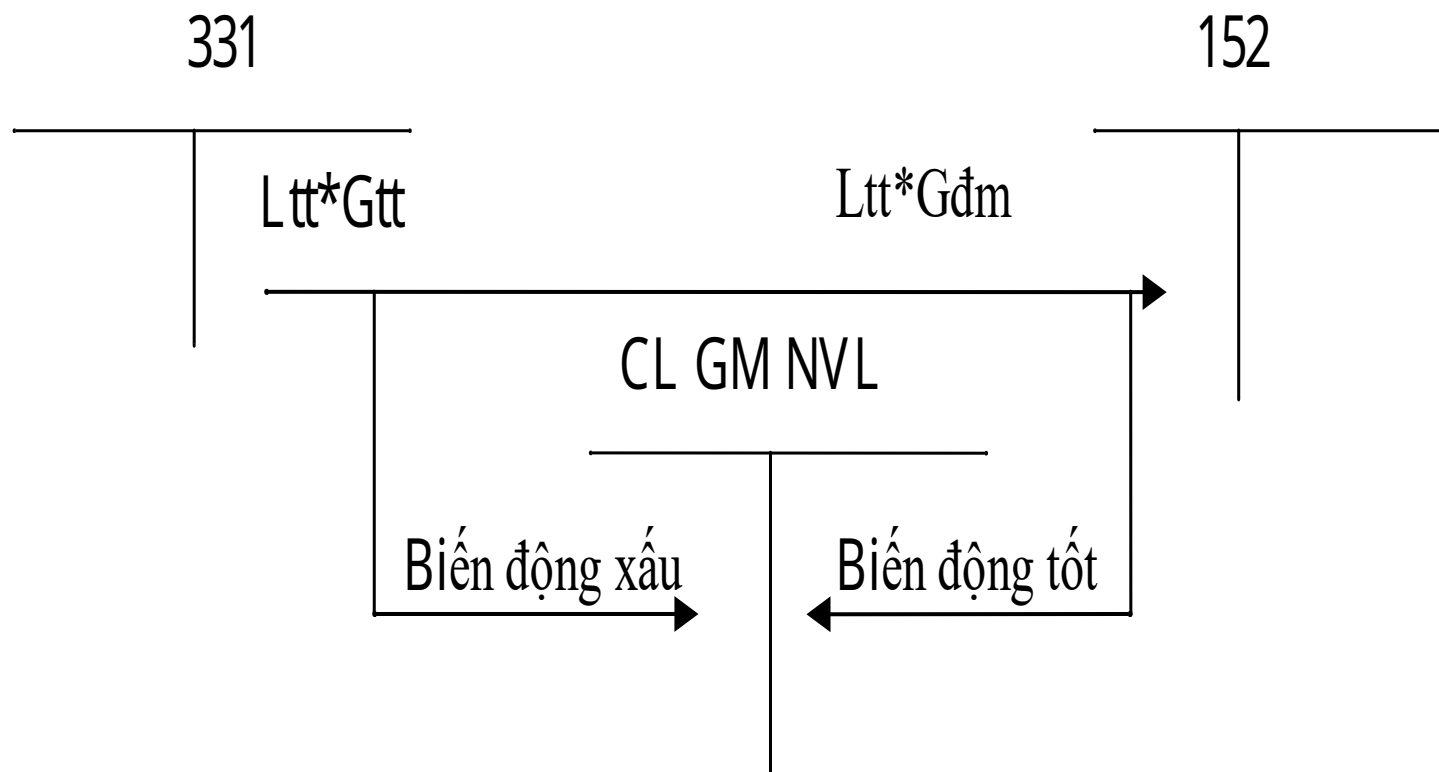 331
152
Ltt*Gtt
Ltt*Gđm
CL GM NVL
Biến động xấu
Biến động tốt